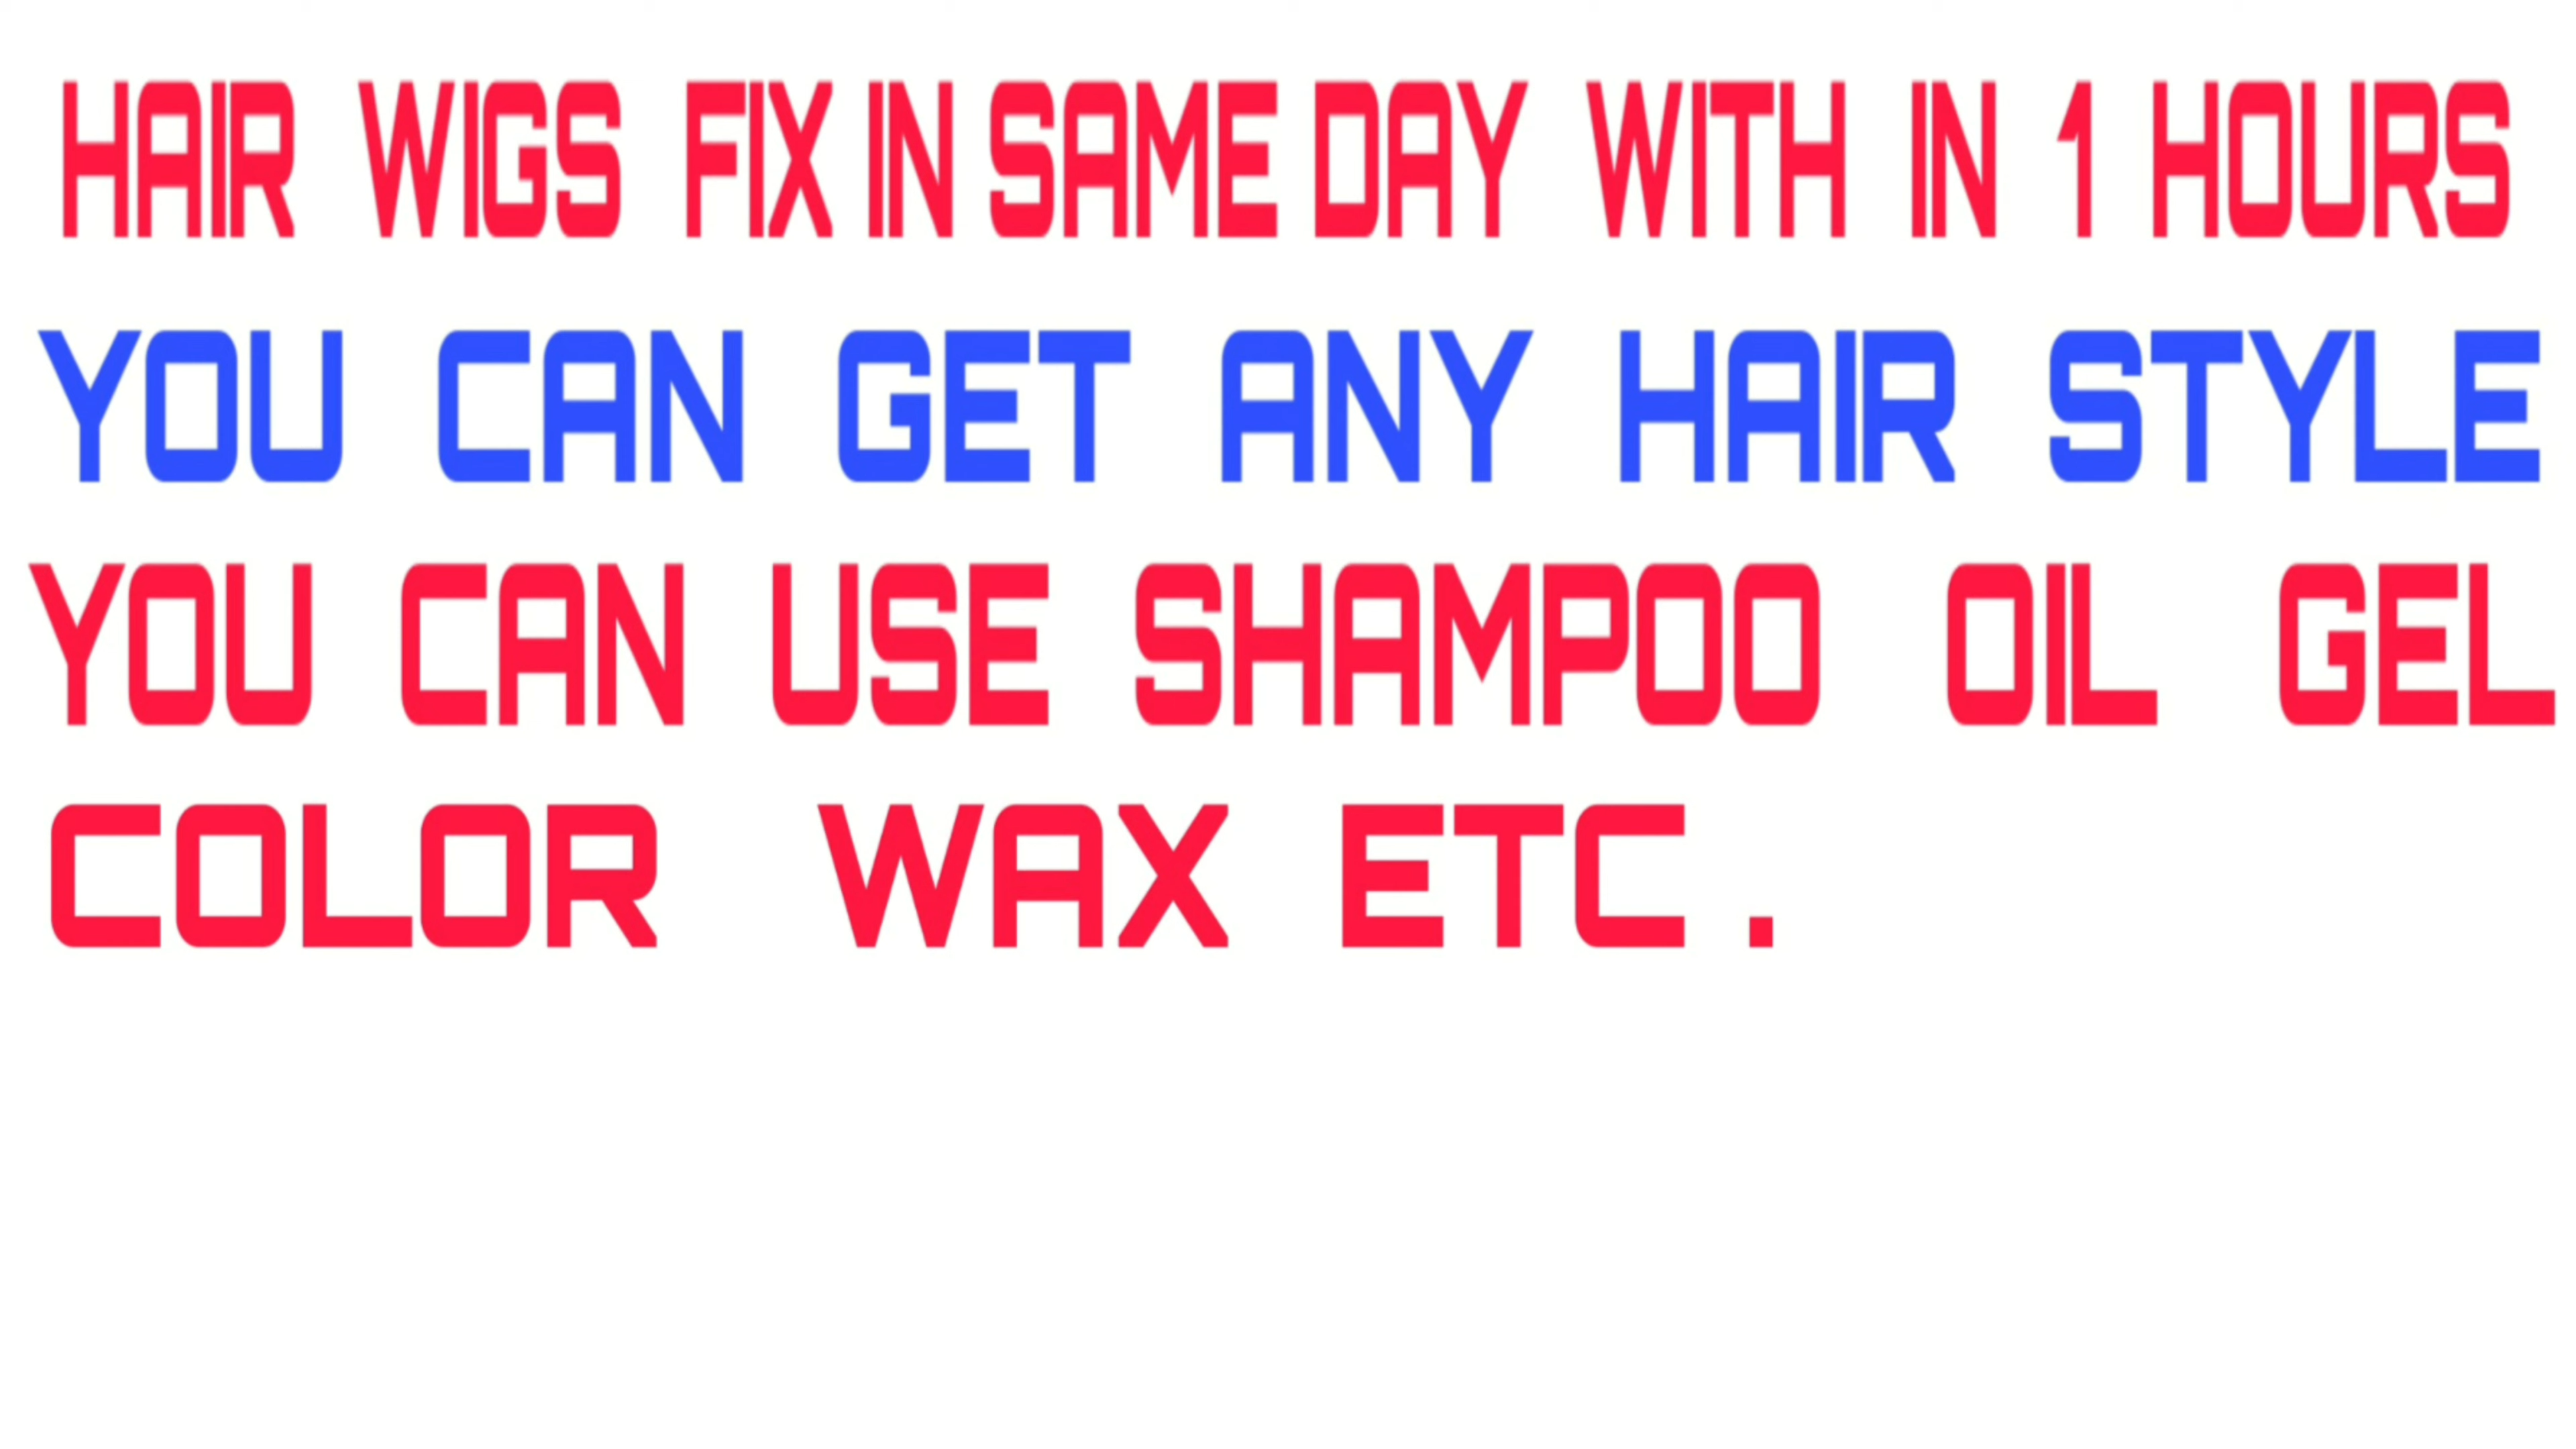 HAIR WIGS FIX IN SAME DAY WITH IN 1 HOURS
YOU CAN GET ANY HAIR STYLE
YOU CAN USE SHAMPOO OIL GEL
COLOR WAX ETC .